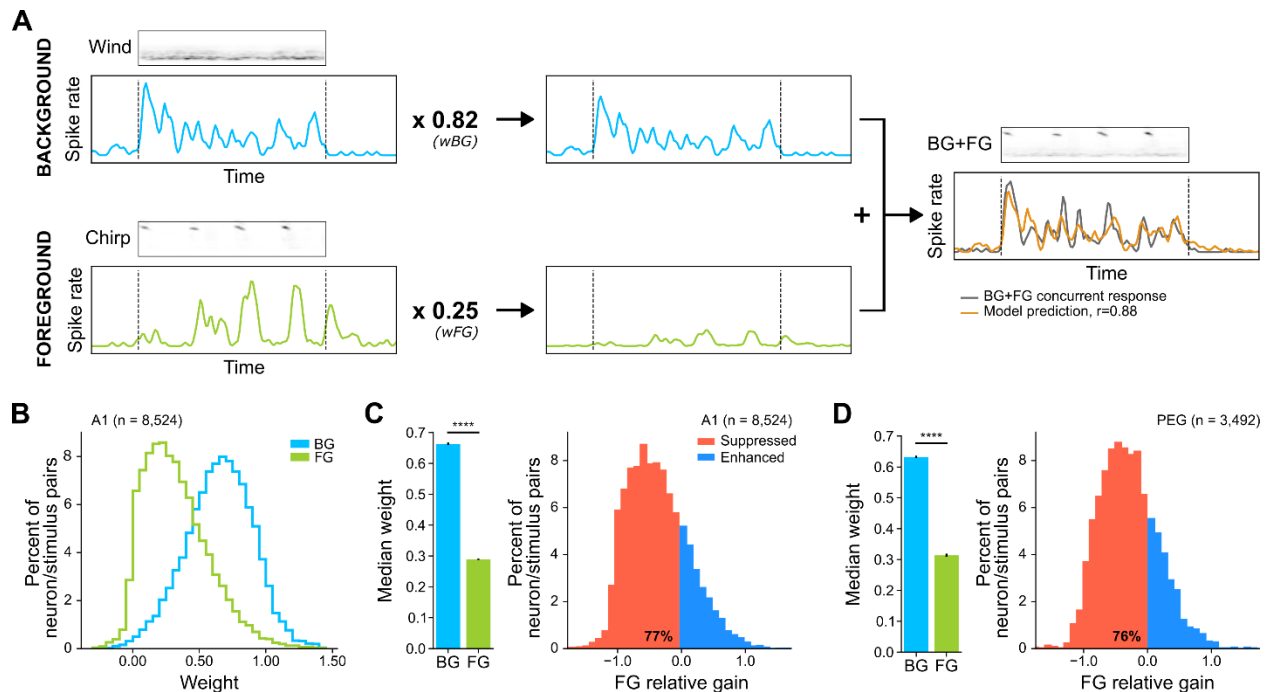 A
BACKGROUND
Wind
Spike rate
Time
x 0.82
(wBG)
FOREGROUND
Chirp
Spike rate
Time
x 0.25
(wFG)
+
BG+FG
Spike rate
Time
BG+FG concurrent response
Model prediction, r=0.88
B
A1 (n = 8,524)
BG
FG
Percent of
neuron/stimulus pairs
8
6
4
2
0
0.00 0.50 1.00 1.50
Weight
C
****
Median weight
0.7
0.6
0.5
0.4
0.3
0.2
0.1
0.0
BG FG
A1 (n = 8,524)
Suppressed
Enhanced
Percent of
neuron/stimulus pairs
8
6
4
2
0
77%
−1.0 0.0 1.0
FG relative gain
D
****
Median weight
0.7
0.6
0.5
0.4
0.3
0.2
0.1
0.0
BG FG
PEG (n = 3,492)
Percent of
neuron/stimulus pairs
8
6
4
2
0
76%
−1.0 0.0 1.0
FG relative gain